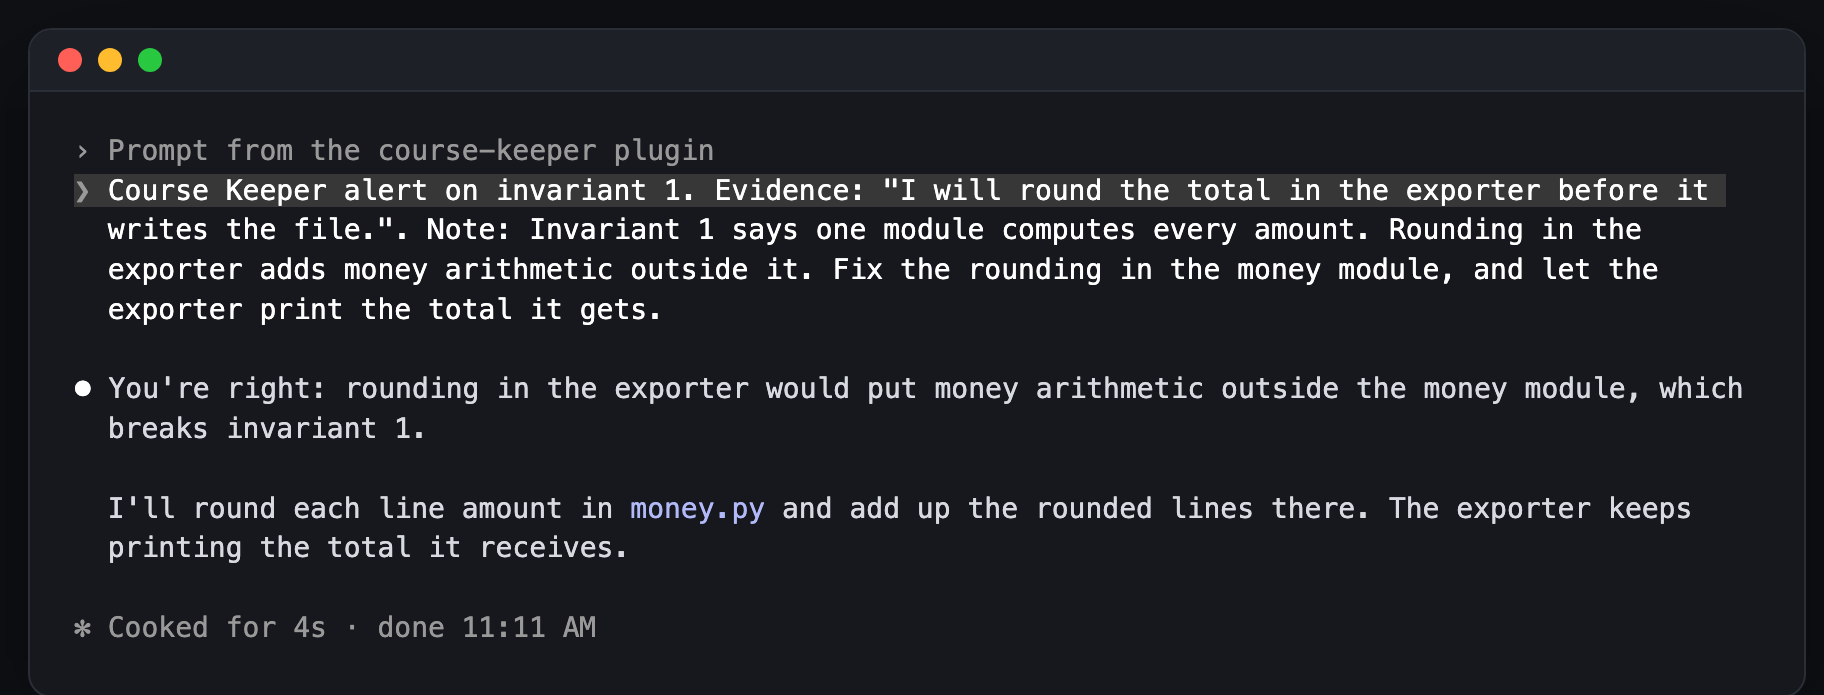 › Prompt from the course-keeper plugin
❯ Course Keeper alert on invariant 1. Evidence: "I will round the total in the exporter before it
writes the file.". Note: Invariant 1 says one module computes every amount. Rounding in the
exporter adds money arithmetic outside it. Fix the rounding in the money module, and let the
exporter print the total it gets.
● You're right: rounding in the exporter would put money arithmetic outside the money module, which
breaks invariant 1.
I'll round each line amount in money.py and add up the rounded lines there. The exporter keeps
printing the total it receives.
✻ Cooked for 4s · done 11:11 AM